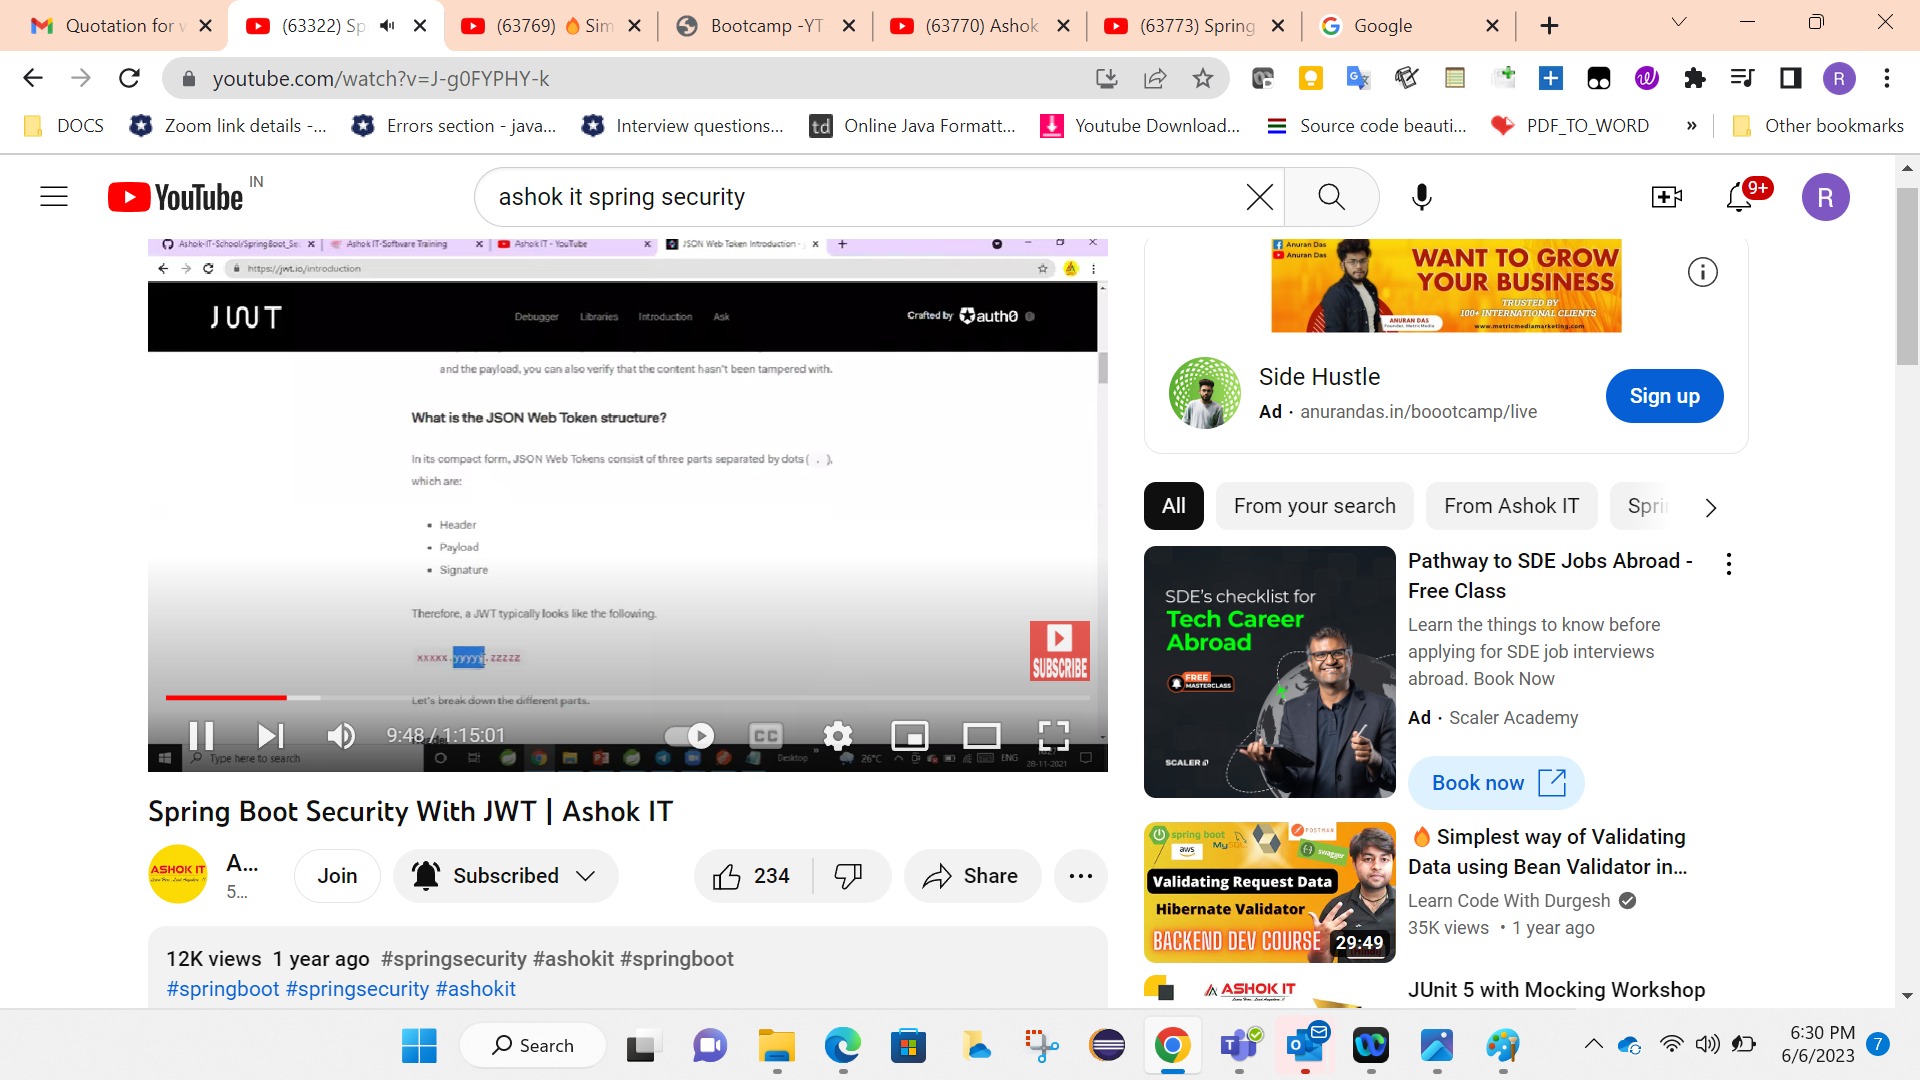 Quotation for w
(63322) Sp
(63769) 🔥 Sim
Bootcamp -YT
(63770) Ashok
(63773) Spring
Google
youtube.com/watch?v=J-g0FYPHY-k
R
DOCS
Zoom link details -...
Errors section - java...
Interview questions...
td Online Java Formatt...
Youtube Download...
Source code beauti...
PDF_TO_WORD
»
Other bookmarks
YouTube IN
ashok it spring security
9+
R
Ashok IT-Software Training
Ashok IT - YouTube
JSON Web Token Introduction -
https://jwt.io/introduction
JWT
Debugger Libraries Introduction Ask
Crafted by auth0
and the payload, you can also verify that the content hasn't been tampered with.
What is the JSON Web Token structure?
In its compact form, JSON Web Tokens consist of three parts separated by dots ( . ),
which are:
• Header
• Payload
• Signature
Therefore, a JWT typically looks like the following.
xxxxx.yyyyy.zzzzz
SUBSCRIBE
Let's break down the different parts.
9:48 / 1:15:01
CC
Type here to search
Desktop
26°C
ENG
28-11-2021
Spring Boot Security With JWT | Ashok IT
ASHOK IT
A...
5...
Join
Subscribed
234
Share
12K views 1 year ago #springsecurity #ashokit #springboot
#springboot #springsecurity #ashokit
Anuran Das
Anuran Das
WANT TO GROW
YOUR BUSINESS
TRUSTED BY
100+ INTERNATIONAL CLIENTS
ANURAN DAS
www.metricmediamarketing.com
Side Hustle
Ad · anurandas.in/boootcamp/live
Sign up
All
From your search
From Ashok IT
Spri
SDE's checklist for
Tech Career
Abroad
FREE
MASTERCLASS
SCALER
Pathway to SDE Jobs Abroad -
Free Class
Learn the things to know before
applying for SDE job interviews
abroad. Book Now
Ad · Scaler Academy
Book now
spring boot
MySQL
POSTMAN
aws
swagger
Validating Request Data
Hibernate Validator
BACKEND DEV COURSE
29:49
🔥 Simplest way of Validating
Data using Bean Validator in...
Learn Code With Durgesh
35K views • 1 year ago
ASHOK IT
JUnit 5 with Mocking Workshop
Search
6:30 PM
6/6/2023
7